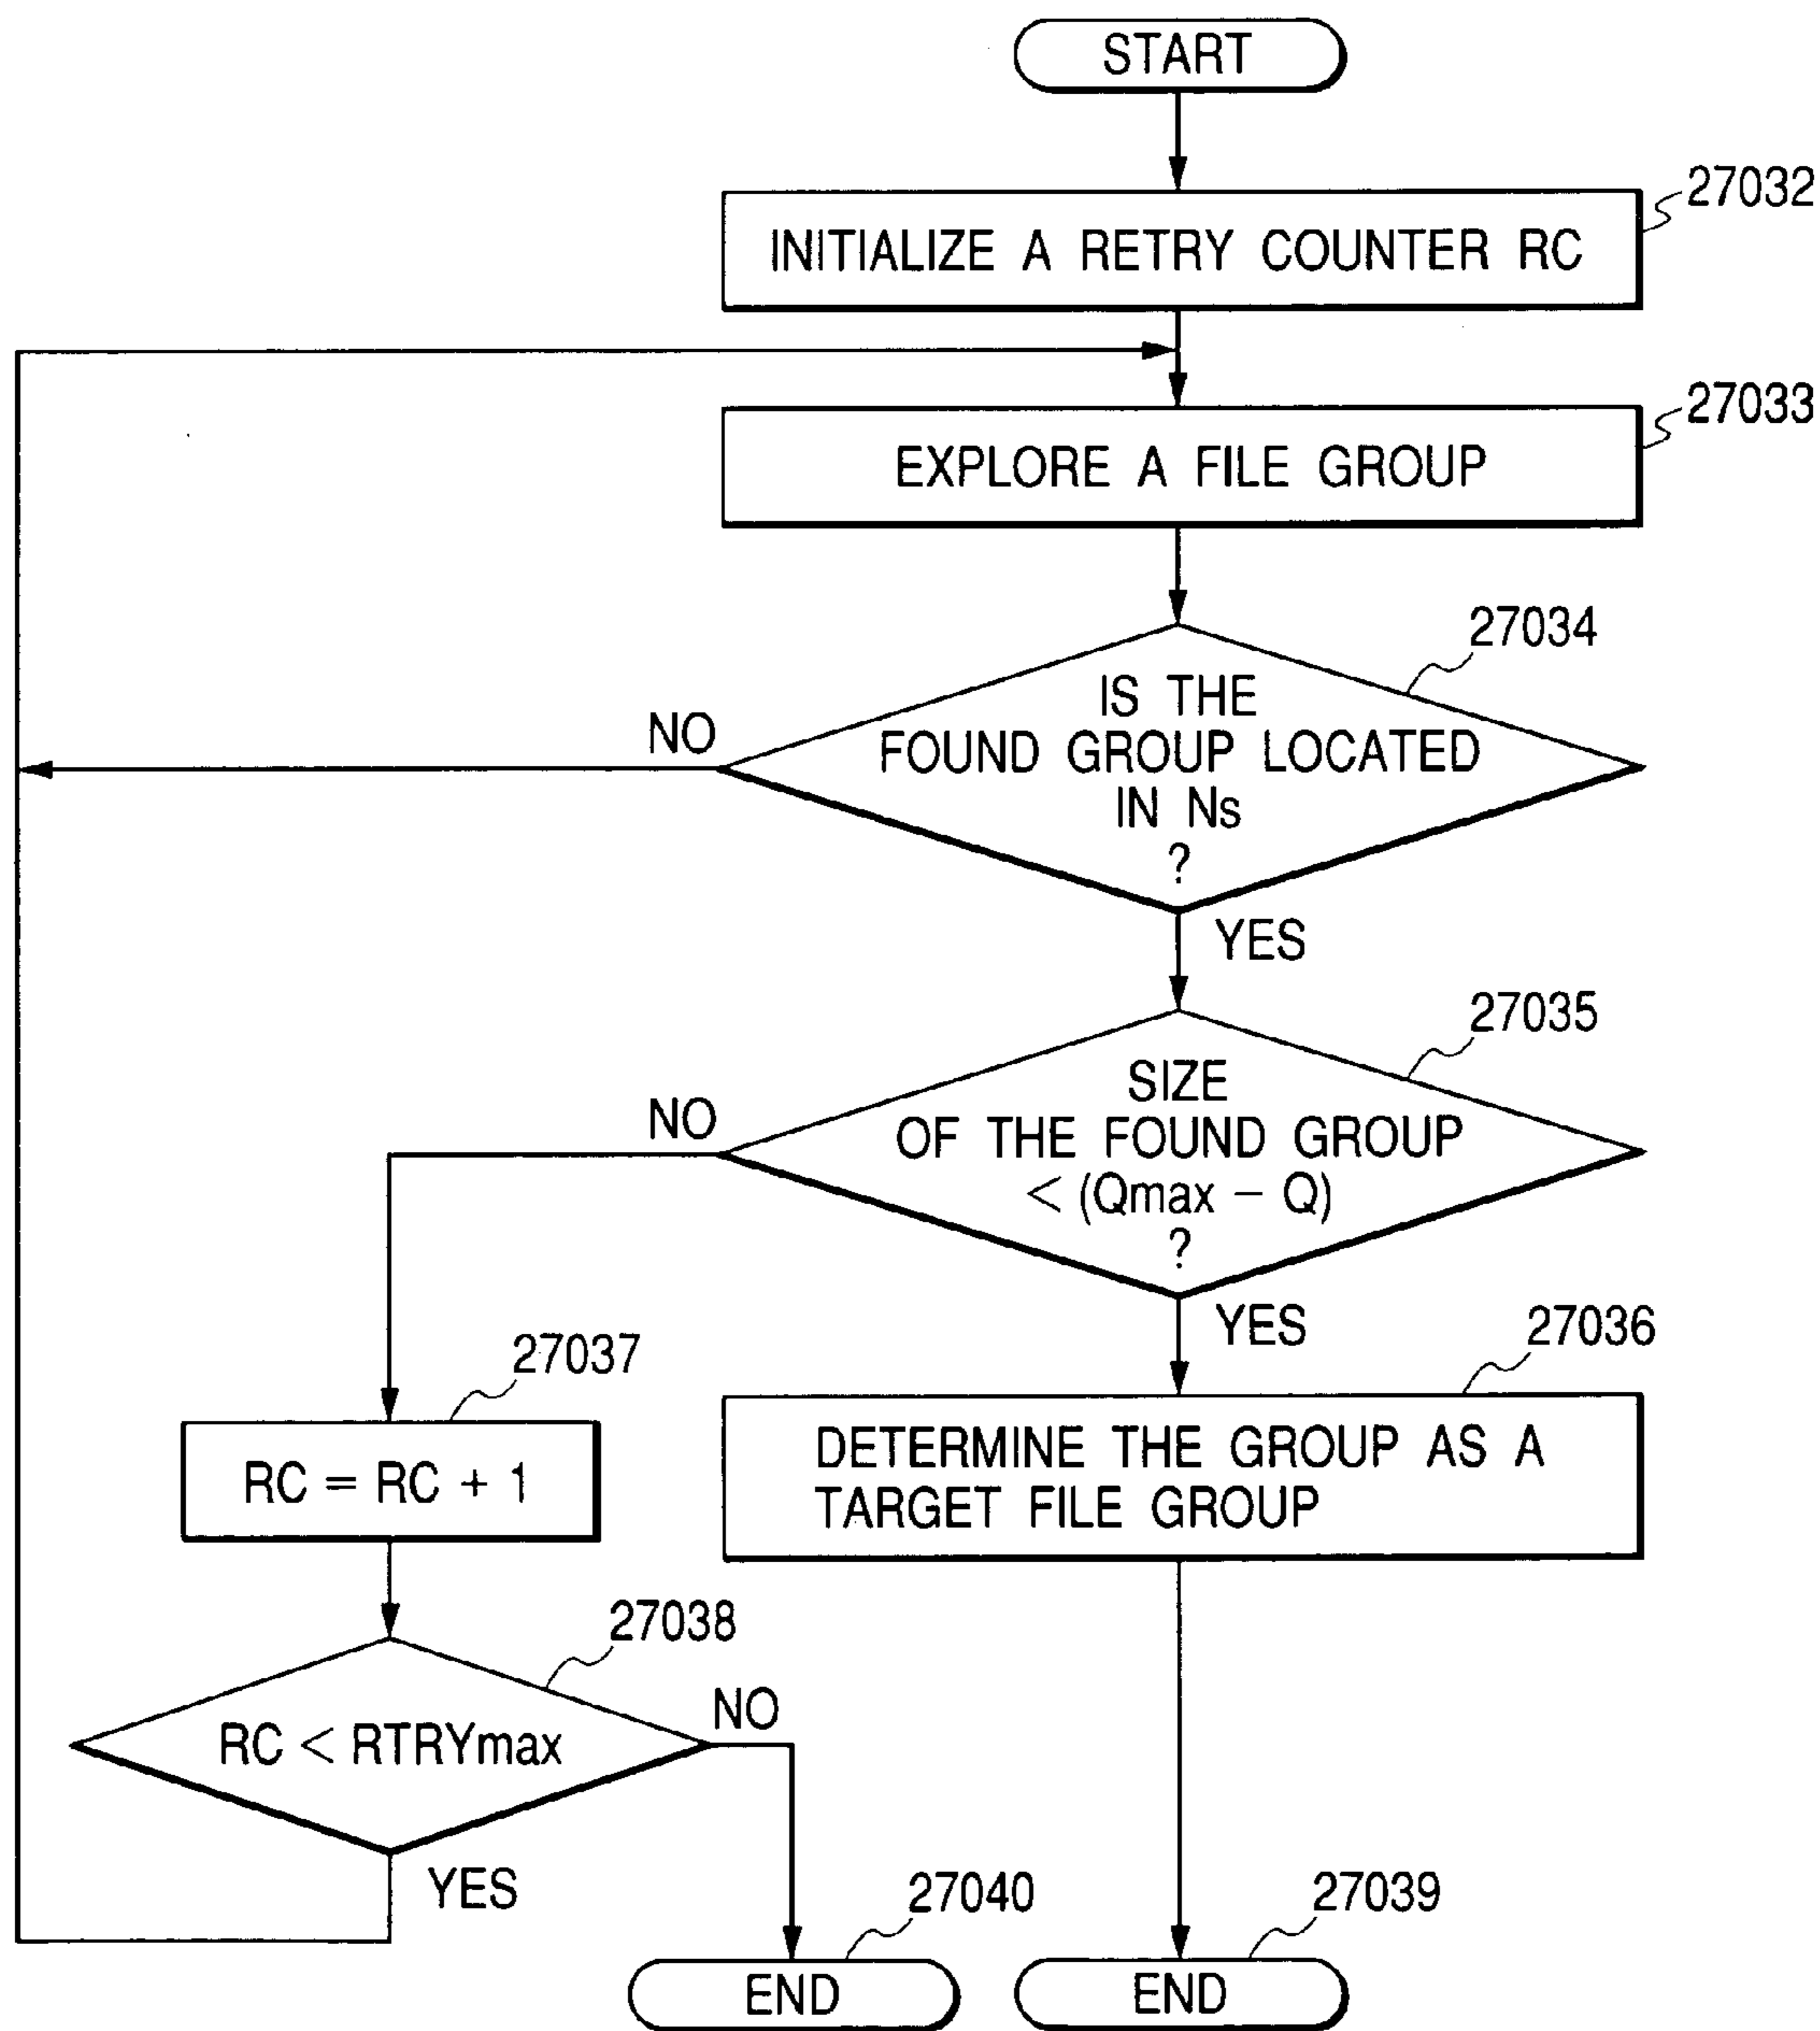 START
27032
INITIALIZE A RETRY COUNTER RC
27033
EXPLORE A FILE GROUP
27034
IS THE
FOUND GROUP LOCATED
IN Ns
?
NO
YES
27035
SIZE
OF THE FOUND GROUP
< (Qmax − Q)
?
NO
YES
27036
DETERMINE THE GROUP AS A
TARGET FILE GROUP
27037
RC = RC + 1
27038
RC < RTRYmax
NO
YES
27040
END
27039
END